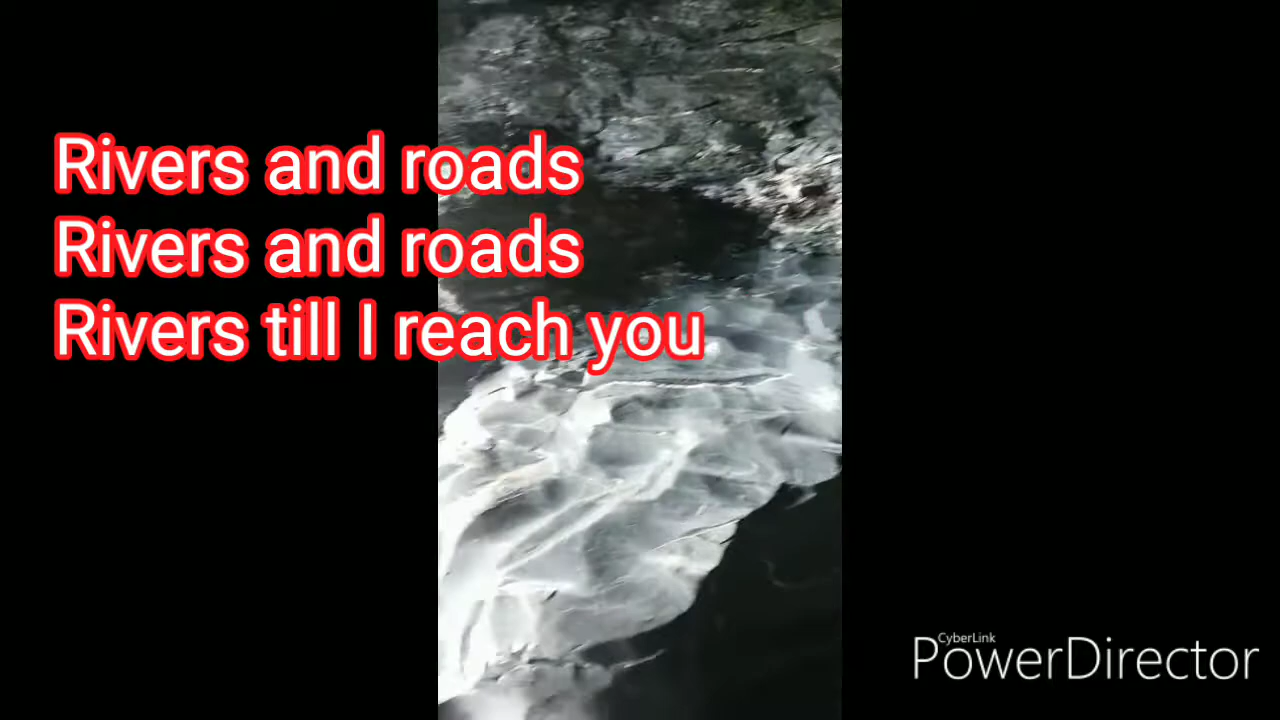 Rivers and roads
Rivers and roads
Rivers till I reach you
CyberLink
PowerDirector